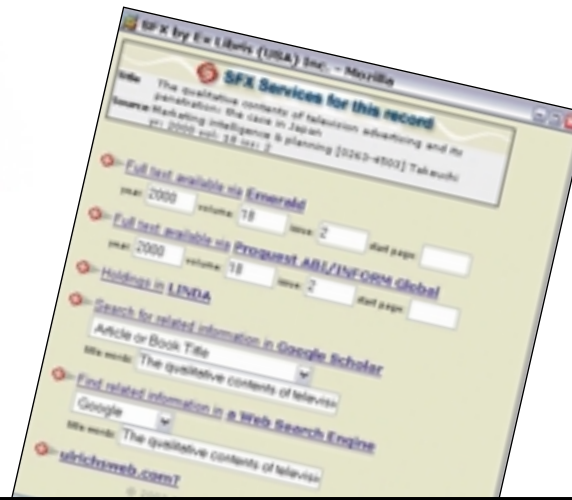 SFX by Ex Libris (USA) Inc. - Mozilla
SFX Services for this record
Title: The qualitative contents of television advertising and its
penetration: the case in Japan
Source: Marketing intelligence & planning [0263-4503] Takeuchi
yr: 2000 vol: 18 iss: 2
Full text available via Emerald
year: 2000 volume: 18 issue: 2 start page:
Full text available via Proquest ABI/INFORM Global
year: 2000 volume: 18 issue: 2 start page:
Holdings in LINDA
Search for related information in Google Scholar
Article or Book Title
title words: The qualitative contents of televisi
Find related information in a Web Search Engine
Google
title words: The qualitative contents of televisi
ulrichsweb.com?